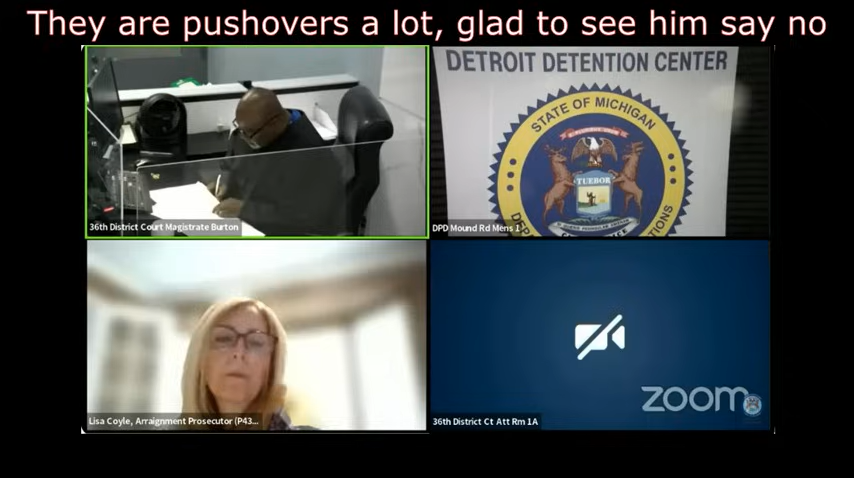 They are pushovers a lot, glad to see him say no
DETROIT DETENTION CENTER
STATE OF MICHIGAN
TUEBOR
36th District Court Magistrate Burton
DPD Mound Rd Mens 1
Lisa Coyle, Arraignment Prosecutor (P43...
zoom
36th District Ct Att Rm 1A